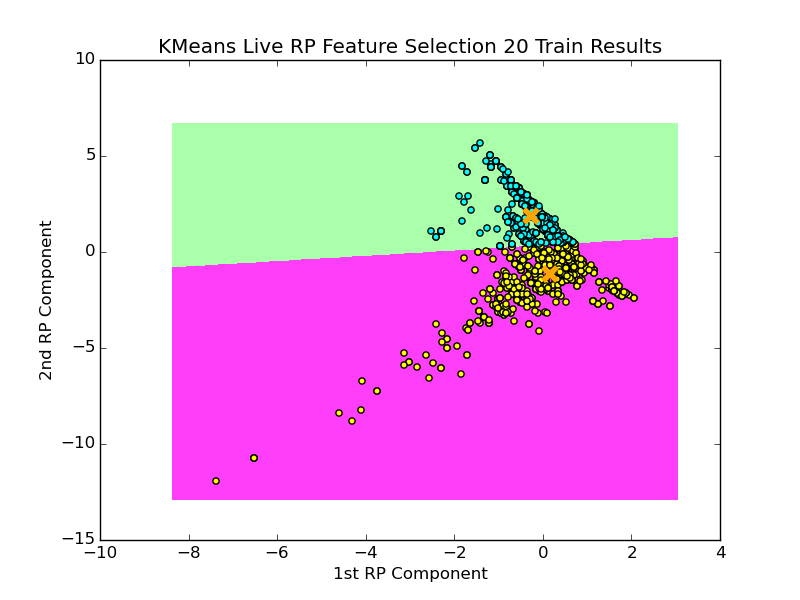 KMeans Live RP Feature Selection 20 Train Results
10
5
0
−5
−10
−15
2nd RP Component
−10 −8 −6 −4 −2 0 2 4
1st RP Component